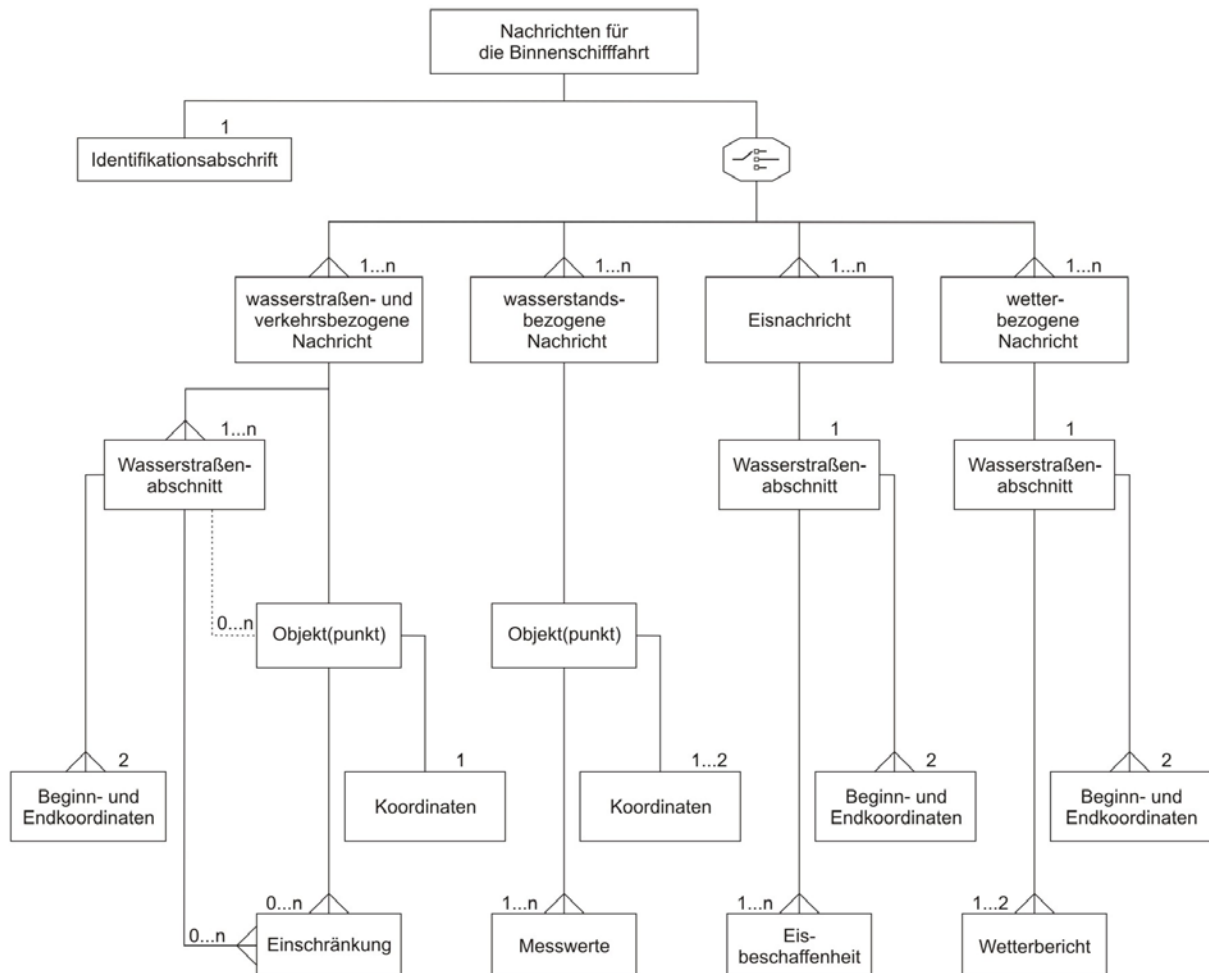 Nachrichten für
die Binnenschifffahrt
1
Identifikationsabschrift
1...n
1...n
1...n
1...n
wasserstraßen- und
verkehrsbezogene
Nachricht
wasserstands-
bezogene
Nachricht
Eisnachricht
wetter-
bezogene
Nachricht
1...n
1
1
Wasserstraßen-
abschnitt
Wasserstraßen-
abschnitt
Wasserstraßen-
abschnitt
0...n
Objekt(punkt)
Objekt(punkt)
2
1
1...2
2
2
Beginn- und
Endkoordinaten
Koordinaten
Koordinaten
Beginn- und
Endkoordinaten
Beginn- und
Endkoordinaten
0...n
1...n
1...n
1...2
0...n
Einschränkung
Messwerte
Eis-
beschaffenheit
Wetterbericht